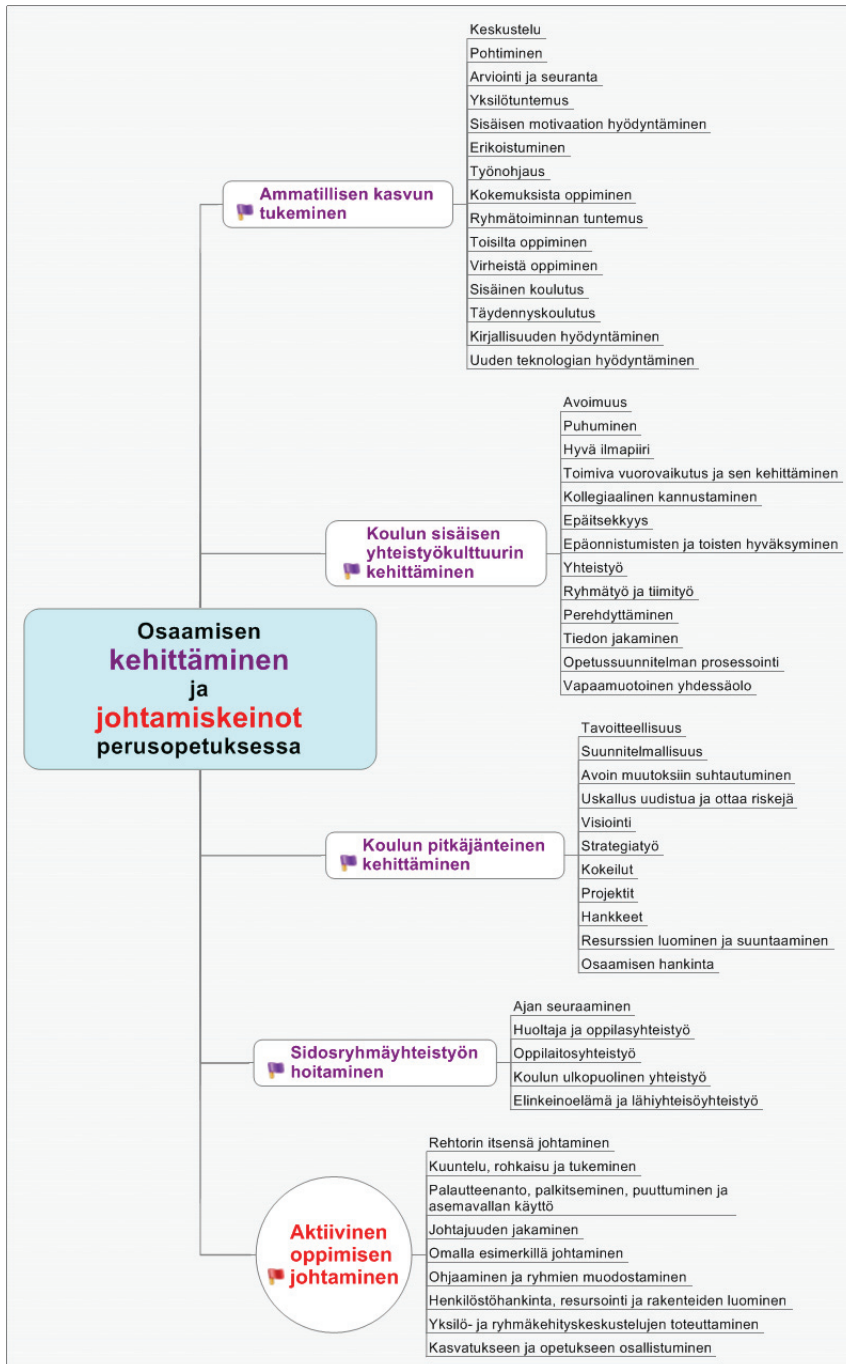 Osaamisen
kehittäminen
ja
johtamiskeinot
perusopetuksessa
Ammatillisen kasvun
tukeminen
Keskustelu
Pohtiminen
Arviointi ja seuranta
Yksilötuntemus
Sisäisen motivaation hyödyntäminen
Erikoistuminen
Työnohjaus
Kokemuksista oppiminen
Ryhmätoiminnan tuntemus
Toisilta oppiminen
Virheistä oppiminen
Sisäinen koulutus
Täydennyskoulutus
Kirjallisuuden hyödyntäminen
Uuden teknologian hyödyntäminen
Koulun sisäisen
yhteistyökulttuurin
kehittäminen
Avoimuus
Puhuminen
Hyvä ilmapiiri
Toimiva vuorovaikutus ja sen kehittäminen
Kollegiaalinen kannustaminen
Epäitsekkyys
Epäonnistumisten ja toisten hyväksyminen
Yhteistyö
Ryhmätyö ja tiimityö
Perehdyttäminen
Tiedon jakaminen
Opetussuunnitelman prosessointi
Vapaamuotoinen yhdessäolo
Koulun pitkäjänteinen
kehittäminen
Tavoitteellisuus
Suunnitelmallisuus
Avoin muutoksiin suhtautuminen
Uskallus uudistua ja ottaa riskejä
Visiointi
Strategiatyö
Kokeilut
Projektit
Hankkeet
Resurssien luominen ja suuntaaminen
Osaamisen hankinta
Sidosryhmäyhteistyön
hoitaminen
Ajan seuraaminen
Huoltaja ja oppilasyhteistyö
Oppilaitosyhteistyö
Koulun ulkopuolinen yhteistyö
Elinkeinoelämä ja lähiyhteisöyhteistyö
Aktiivinen
oppimisen
johtaminen
Rehtorin itsensä johtaminen
Kuuntelu, rohkaisu ja tukeminen
Palautteenanto, palkitseminen, puuttuminen ja
asemavallan käyttö
Johtajuuden jakaminen
Omalla esimerkillä johtaminen
Ohjaaminen ja ryhmien muodostaminen
Henkilöstöhankinta, resursointi ja rakenteiden luominen
Yksilö- ja ryhmäkehityskeskustelujen toteuttaminen
Kasvatukseen ja opetukseen osallistuminen